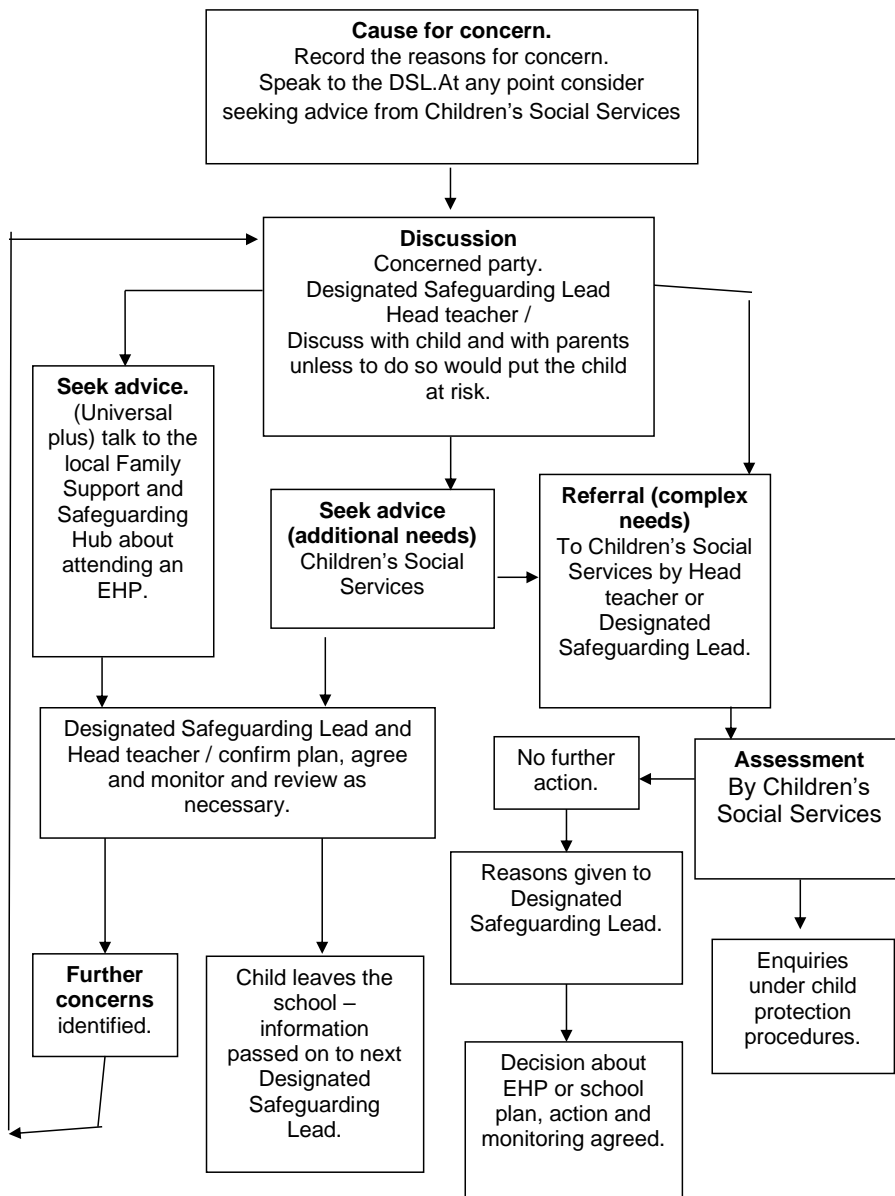 Cause for concern.
Record the reasons for concern.
Speak to the DSL.At any point consider
seeking advice from Children’s Social Services
Discussion
Concerned party.
Designated Safeguarding Lead
Head teacher /
Discuss with child and with parents
unless to do so would put the child
at risk.
Seek advice.
(Universal
plus) talk to the
local Family
Support and
Safeguarding
Hub about
attending an
EHP.
Seek advice
(additional needs)
Children’s Social
Services
Referral (complex
needs)
To Children’s Social
Services by Head
teacher or
Designated
Safeguarding Lead.
Designated Safeguarding Lead and
Head teacher / confirm plan, agree
and monitor and review as
necessary.
No further
action.
Assessment
By Children’s
Social Services
Reasons given to
Designated
Safeguarding Lead.
Further
concerns
identified.
Child leaves the
school –
information
passed on to next
Designated
Safeguarding
Lead.
Enquiries
under child
protection
procedures.
Decision about
EHP or school
plan, action and
monitoring agreed.